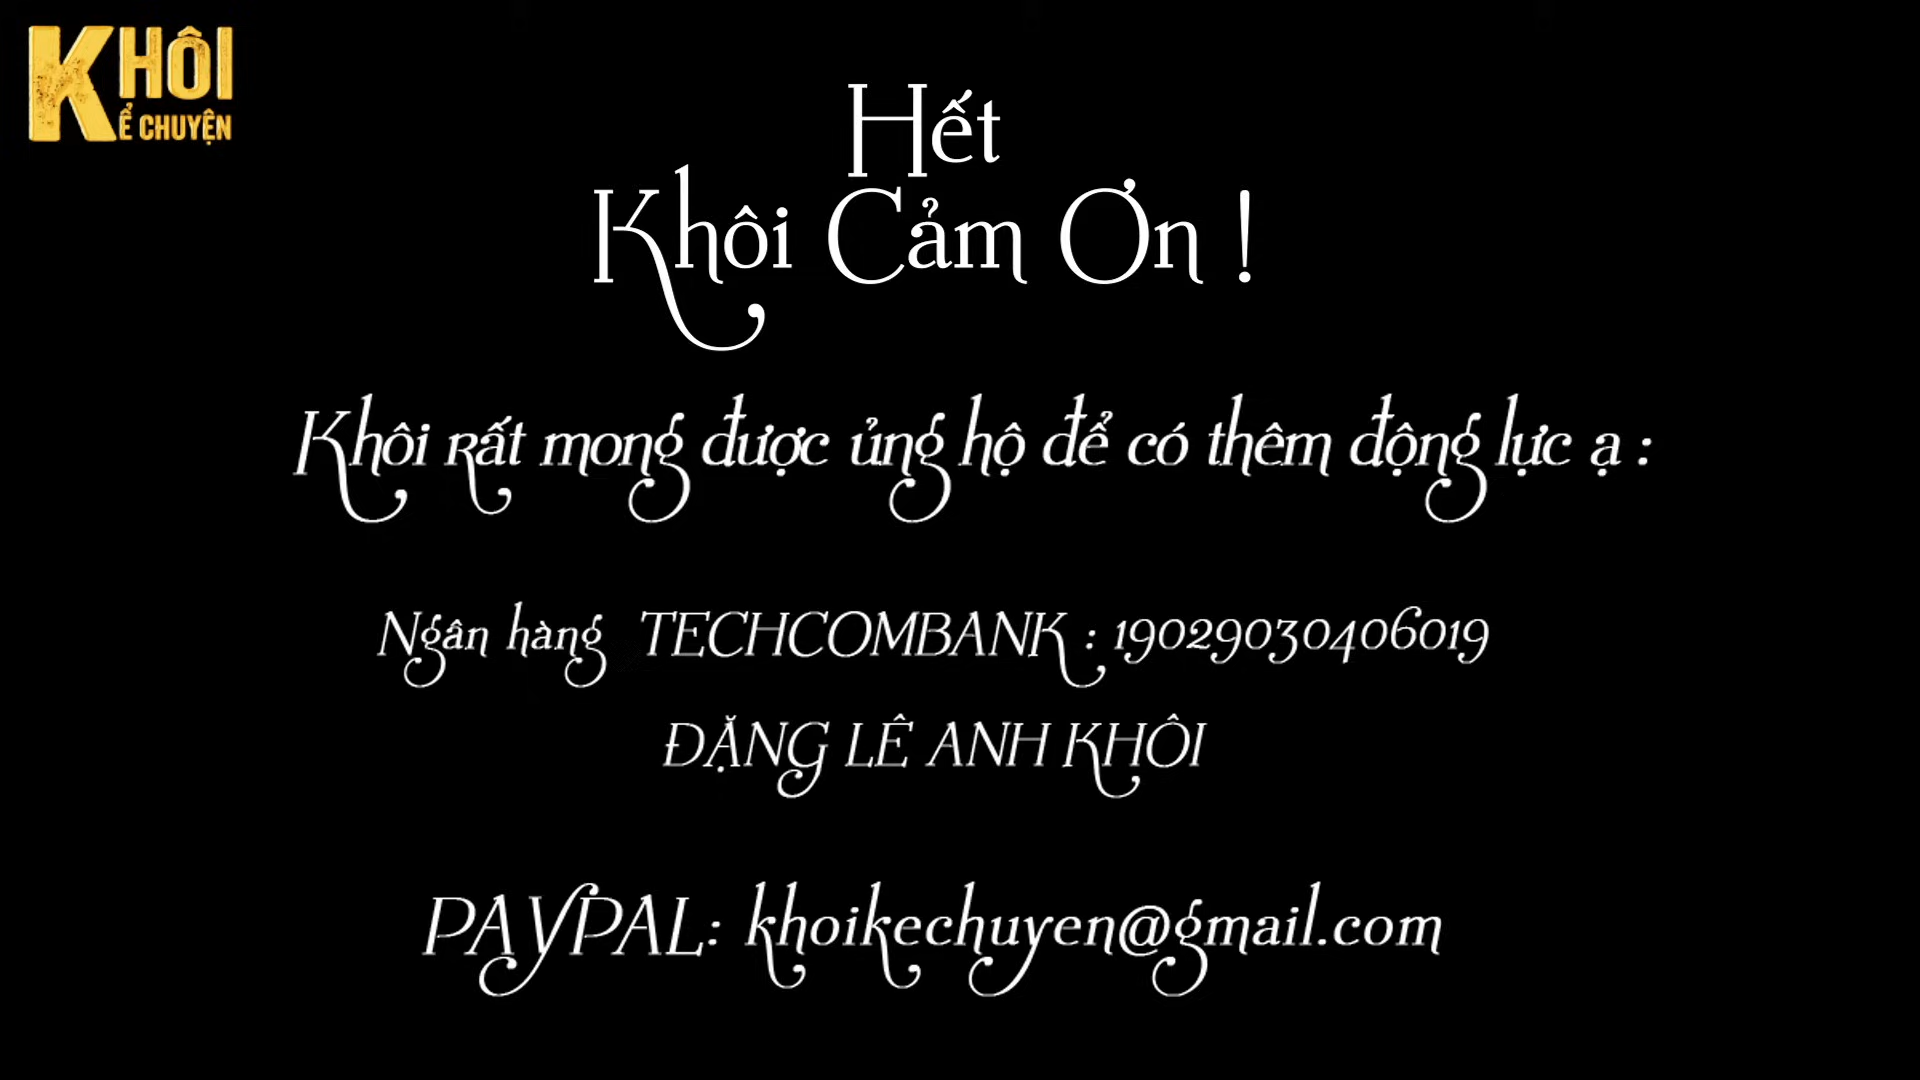 KHÔI
KỂ CHUYỆN
Hết
Khôi Cảm Ơn !
Khôi rất mong được ủng hộ để có thêm động lực ạ :
Ngân hàng TECHCOMBANK : 19029030406019
ĐẶNG LÊ ANH KHÔI
PAYPAL: khoikechuyen@gmail.com